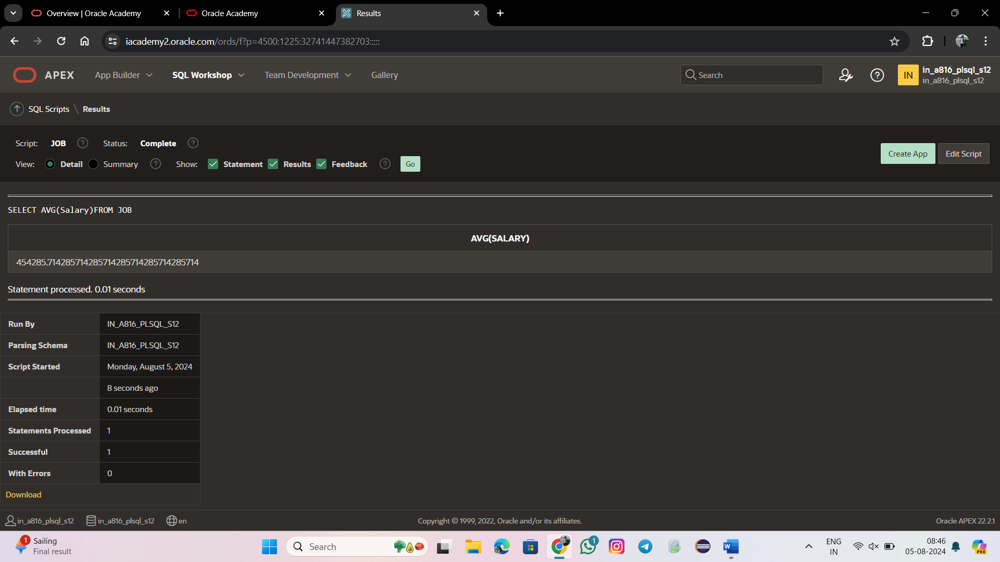 Overview | Oracle Academy
Oracle Academy
Results
iacademy2.oracle.com/ords/f?p=4500:1225:32741447382703:::::
APEX
App Builder
SQL Workshop
Team Development
Gallery
Search
IN
in_a816_plsql_s12
in_a816_plsql_s12
SQL Scripts \ Results
Script: JOB ? Status: Complete ?
View: Detail Summary ? Show: Statement Results Feedback ? Go
Create App
Edit Script
SELECT AVG(Salary)FROM JOB
AVG(SALARY)
454285.714285714285714285714285714285714
Statement processed. 0.01 seconds
Run By IN_A816_PLSQL_S12
Parsing Schema IN_A816_PLSQL_S12
Script Started Monday, August 5, 2024
8 seconds ago
Elapsed time 0.01 seconds
Statements Processed 1
Successful 1
With Errors 0
Download
in_a816_plsql_s12
in_a816_plsql_s12
en
Copyright © 1999, 2022, Oracle and/or its affiliates.
Oracle APEX 22.2.1
1
Sailing
Final result
Search
1
W
ENG
IN
08:46
05-08-2024
PRE